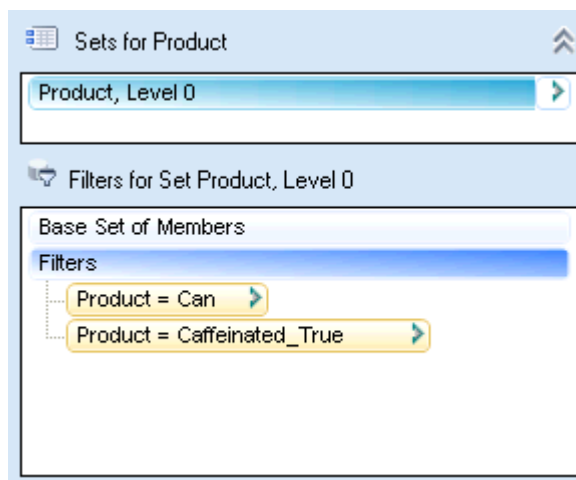 Sets for Product
Product, Level 0
Filters for Set Product, Level 0
Base Set of Members
Filters
Product = Can
Product = Caffeinated_True